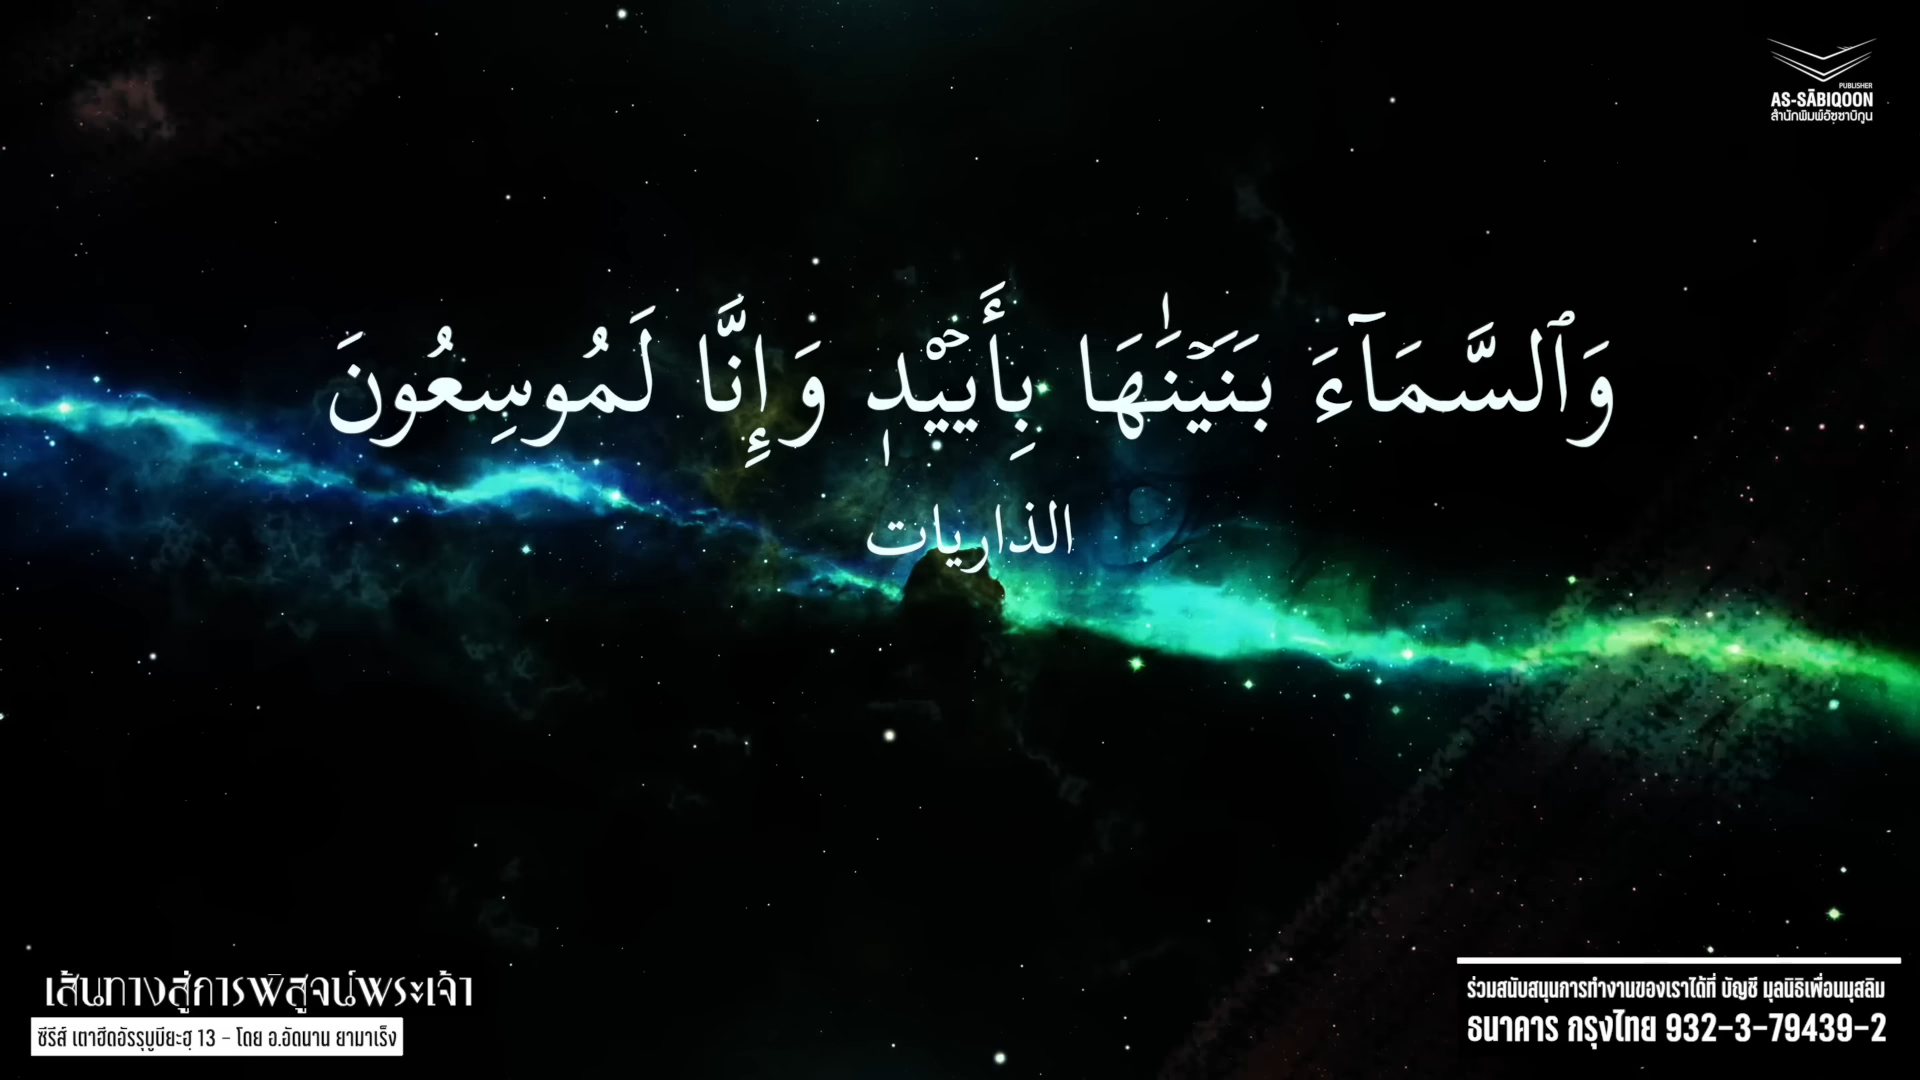 PUBLISHER
AS-SĀBIQOON
สำนักพิมพ์อัซซาบิกูน
وَٱلسَّمَآءَ بَنَيۡنَٰهَا بِأَيۡيْدٖ وَإِنَّا لَمُوسِعُونَ
الذاريات
เส้นทางสู่การพิสูจน์พระเจ้า
ซีรีส์ เตาฮีดอัรรุบูบียะฮฺ 13 - โดย อ.อัดนาน ยามาเร็ง
ร่วมสนับสนุนการทำงานของเราได้ที่ บัญชี มุลนิธิเพื่อนมุสลิม
ธนาคาร กรุงไทย 932-3-79439-2